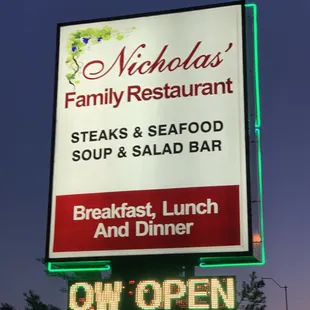 Nicholas'
Family Restaurant
STEAKS & SEAFOOD
SOUP & SALAD BAR
Breakfast, Lunch
And Dinner
OW OPEN